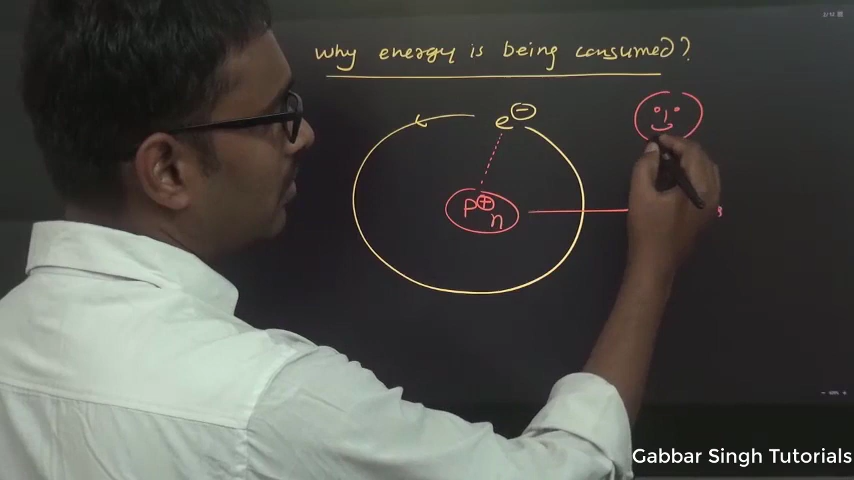 why energy is being consumed?
e⊖
P⊕
n
Gabbar Singh Tutorials